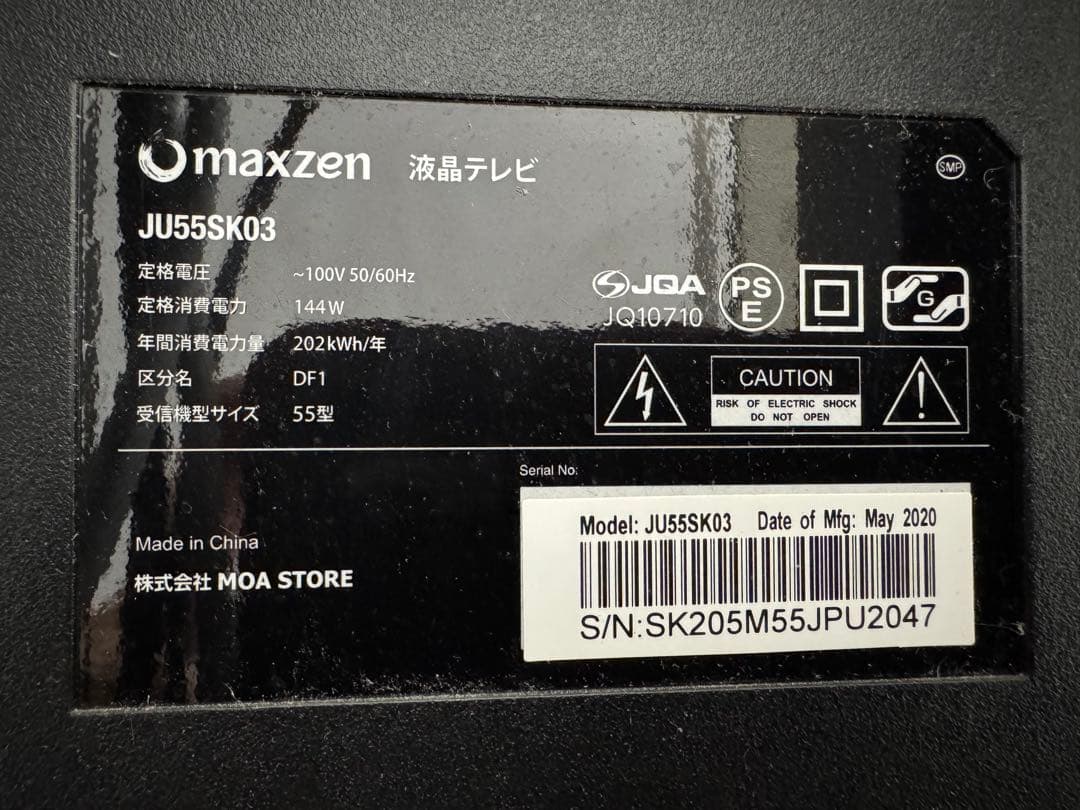 maxzen 液晶テレビ
SMP
JU55SK03
定格電圧 ~100V 50/60Hz
定格消費電力 144W
年間消費電力量 202kWh/年
区分名 DF1
受信機型サイズ 55型
JQA
JQ10710
PS
E
G
CAUTION
RISK OF ELECTRIC SHOCK
DO NOT OPEN
Serial No:
Made in China
株式会社 MOA STORE
Model: JU55SK03 Date of Mfg: May 2020
S/N:SK205M55JPU2047